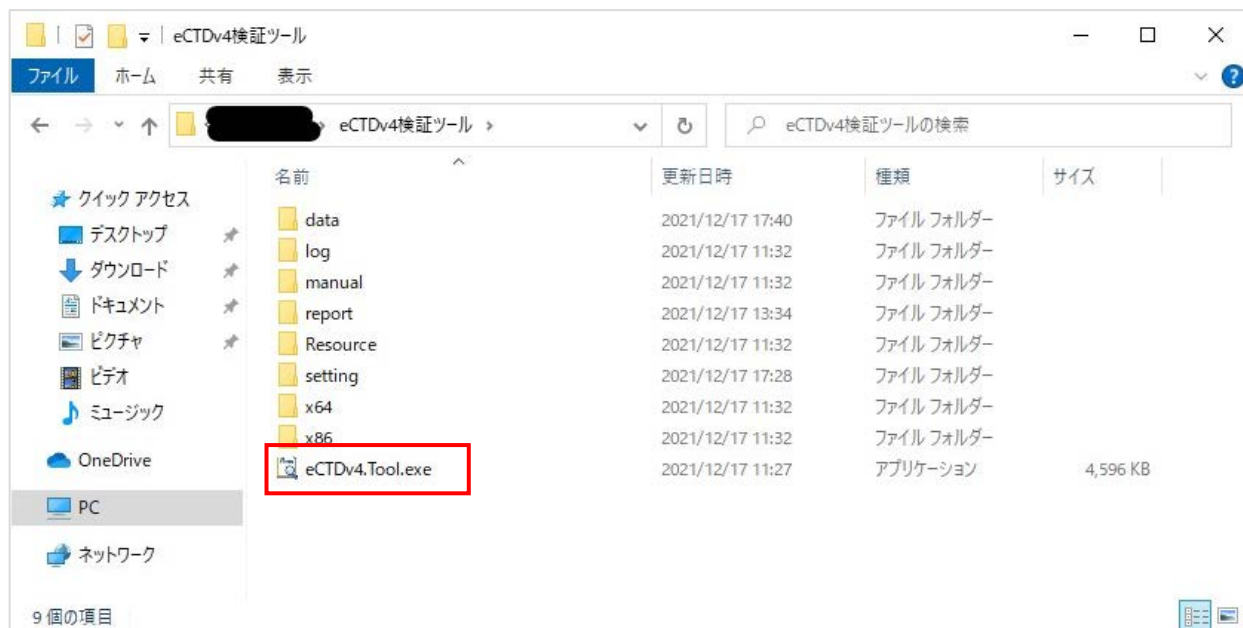 eCTDv4検証ツール
ファイル ホーム 共有 表示
eCTDv4検証ツール
eCTDv4検証ツールの検索
名前 更新日時 種類 サイズ
クイック アクセス
デスクトップ
ダウンロード
ドキュメント
ピクチャ
ビデオ
ミュージック
OneDrive
PC
ネットワーク
data 2021/12/17 17:40 ファイル フォルダー
log 2021/12/17 11:32 ファイル フォルダー
manual 2021/12/17 11:32 ファイル フォルダー
report 2021/12/17 13:34 ファイル フォルダー
Resource 2021/12/17 11:32 ファイル フォルダー
setting 2021/12/17 17:28 ファイル フォルダー
x64 2021/12/17 11:32 ファイル フォルダー
x86 2021/12/17 11:32 ファイル フォルダー
eCTDv4.Tool.exe 2021/12/17 11:27 アプリケーション 4,596 KB
9 個の項目